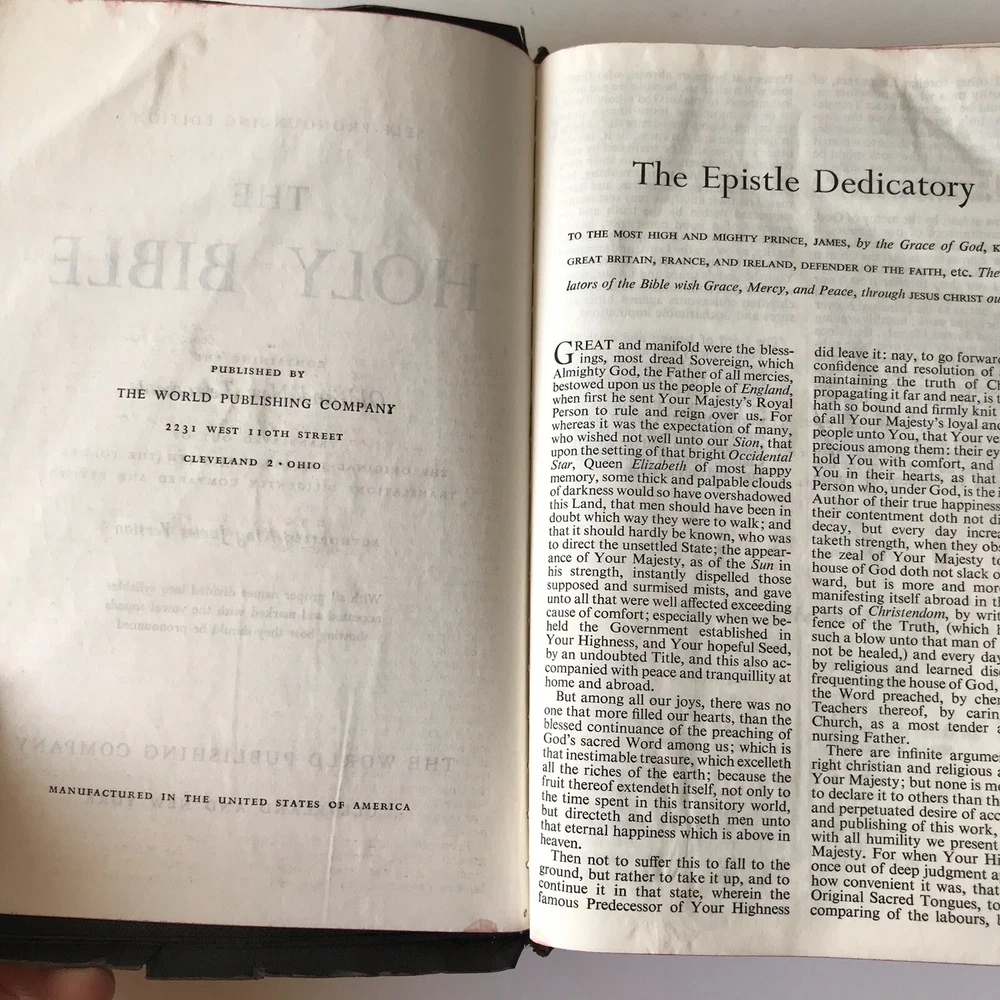 PUBLISHED BY
THE WORLD PUBLISHING COMPANY
2231 WEST 110TH STREET
CLEVELAND 2 • OHIO
MANUFACTURED IN THE UNITED STATES OF AMERICA
The Epistle Dedicatory
TO THE MOST HIGH AND MIGHTY PRINCE, JAMES, by the Grace of God, K
GREAT BRITAIN, FRANCE, AND IRELAND, DEFENDER OF THE FAITH, etc. The
lators of the Bible wish Grace, Mercy, and Peace, through JESUS CHRIST ou
GREAT and manifold were the bless-
ings, most dread Sovereign, which
Almighty God, the Father of all mercies,
bestowed upon us the people of England,
when first he sent Your Majesty's Royal
Person to rule and reign over us. For
whereas it was the expectation of many,
who wished not well unto our Sion, that
upon the setting of that bright Occidental
Star, Queen Elizabeth of most happy
memory, some thick and palpable clouds
of darkness would so have overshadowed
this Land, that men should have been in
doubt which way they were to walk; and
that it should hardly be known, who was
to direct the unsettled State; the appear-
ance of Your Majesty, as of the Sun in
his strength, instantly dispelled those
supposed and surmised mists, and gave
unto all that were well affected exceeding
cause of comfort; especially when we be-
held the Government established in
Your Highness, and Your hopeful Seed,
by an undoubted Title, and this also ac-
companied with peace and tranquillity at
home and abroad.
But among all our joys, there was no
one that more filled our hearts, than the
blessed continuance of the preaching of
God's sacred Word among us; which is
that inestimable treasure, which excelleth
all the riches of the earth; because the
fruit thereof extendeth itself, not only to
the time spent in this transitory world,
but directeth and disposeth men unto
that eternal happiness which is above in
heaven.
Then not to suffer this to fall to the
ground, but rather to take it up, and to
continue it in that state, wherein the
famous Predecessor of Your Highness
did leave it: nay, to go forwar
confidence and resolution of
maintaining the truth of C
propagating it far and near, is t
hath so bound and firmly knit
of all Your Majesty's loyal an
people unto You, that Your ve
precious among them: their ey
hold You with comfort, and
You in their hearts, as that
Person who, under God, is the i
Author of their true happiness
their contentment doth not di
decay, but every day increa
taketh strength, when they ob
the zeal of Your Majesty to
house of God doth not slack o
ward, but is more and mor
manifesting itself abroad in th
parts of Christendom, by writ
fence of the Truth, (which h
such a blow unto that man of
not be healed,) and every day
by religious and learned dis
frequenting the house of God,
the Word preached, by cher
Teachers thereof, by carin
Church, as a most tender a
nursing Father.
There are infinite argume
right christian and religious a
Your Majesty; but none is mo
to declare it to others than th
and perpetuated desire of acc
and publishing of this work,
with all humility we present
Majesty. For when Your Hi
once out of deep judgment a
how convenient it was, that
Original Sacred Tongues, to
comparing of the labours, b